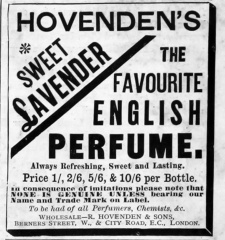 HOVENDEN'S
* SWEET
LAVENDER
THE
FAVOURITE
ENGLISH
PERFUME.
Always Refreshing, Sweet and Lasting.
Price 1/, 2/6, 5/6, & 10/6 per Bottle.
In consequence of imitations please note that
NONE IS GENUINE UNLESS bearing our
Name and Trade Mark on Label.
To be had of all Perfumers, Chemists, &c.
WHOLESALE—R. HOVENDEN & SONS,
BERNERS STREET, W., & CITY ROAD, E.C., LONDON.